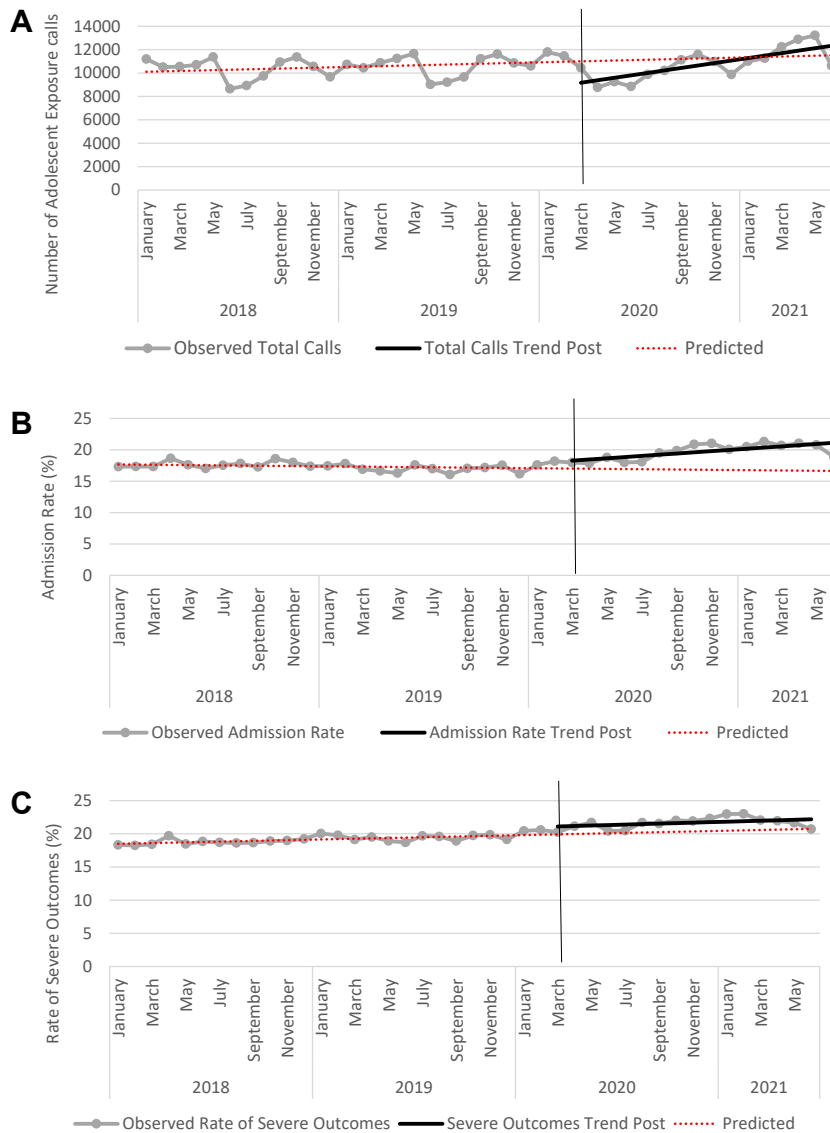 A
Number of Adolescent Exposure calls
14000
12000
10000
8000
6000
4000
2000
0
January March May July September November January March May July September November January March May July September November January March May
2018 2019 2020 2021
Observed Total Calls Total Calls Trend Post Predicted
B
Admission Rate (%)
25
20
15
10
5
0
January March May July September November January March May July September November January March May July September November January March May
2018 2019 2020 2021
Observed Admission Rate Admission Rate Trend Post Predicted
C
Rate of Severe Outcomes (%)
25
20
15
10
5
0
January March May July September November January March May July September November January March May July September November January March May
2018 2019 2020 2021
Observed Rate of Severe Outcomes Severe Outcomes Trend Post Predicted